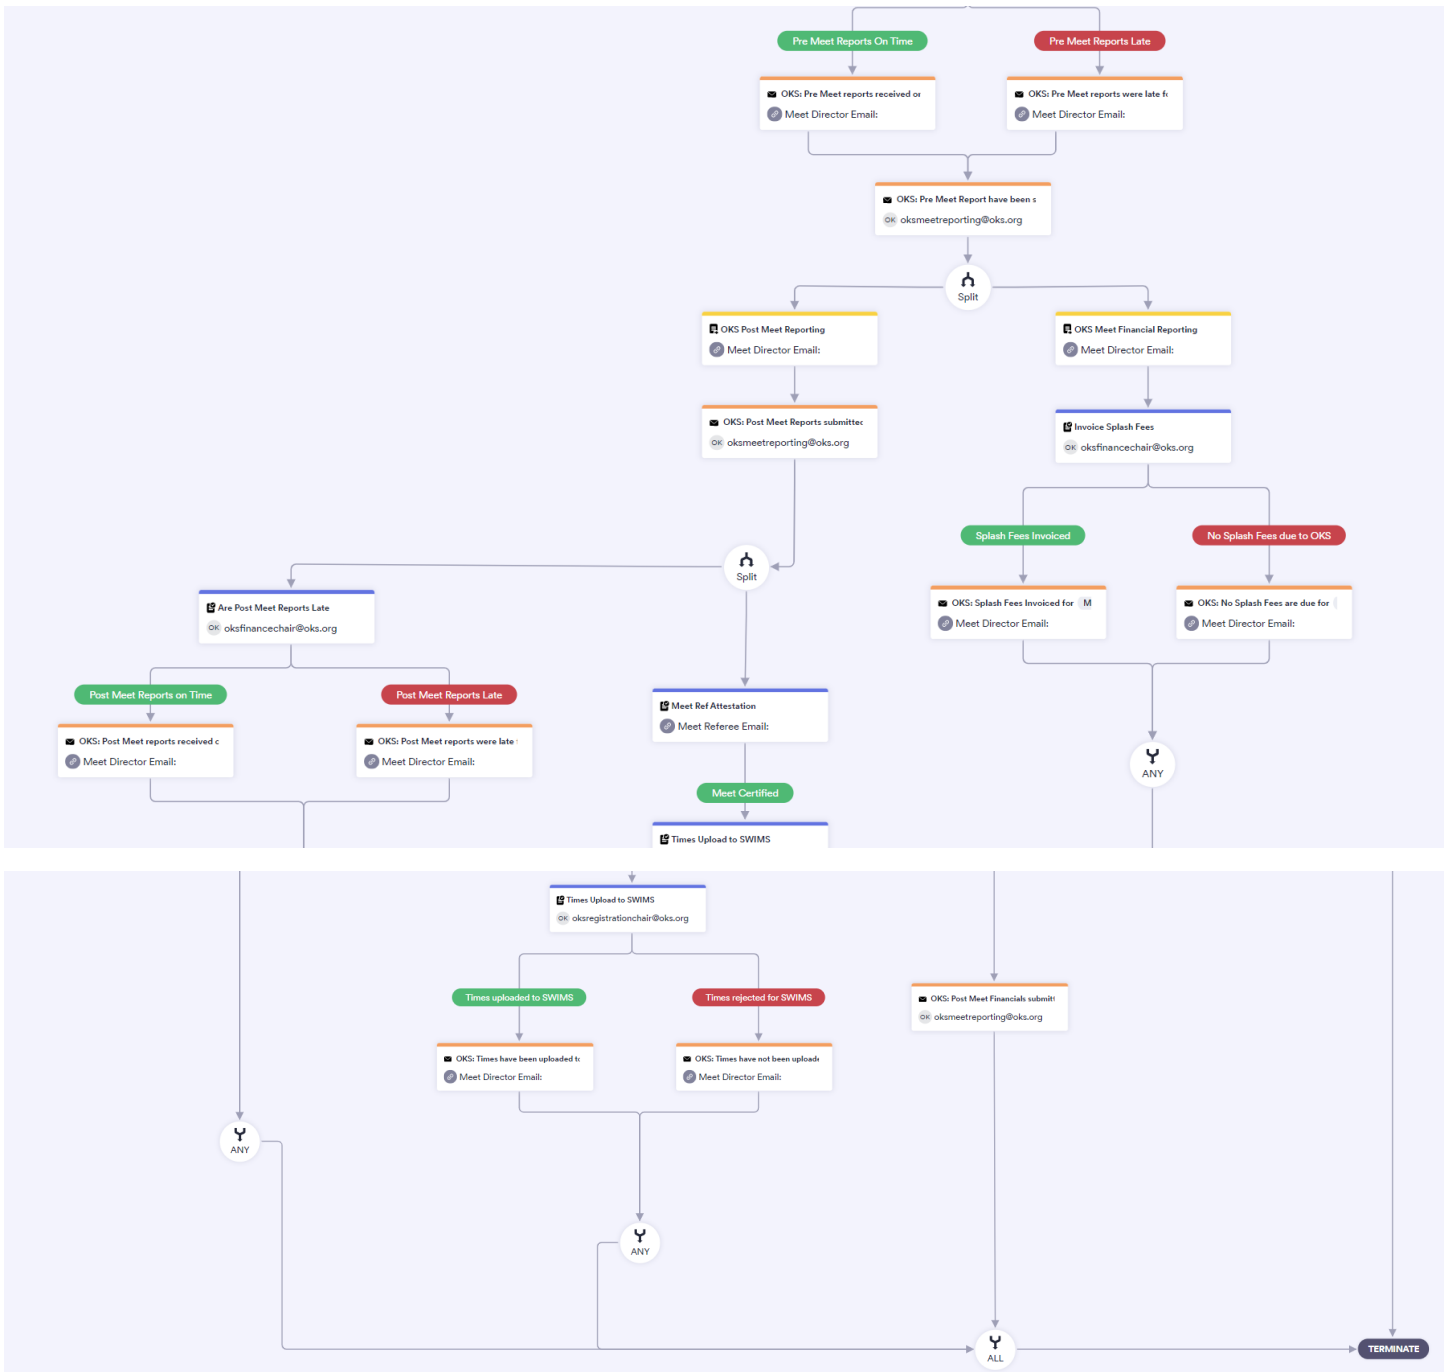 Pre Meet Reports On Time
Pre Meet Reports Late
OKS: Pre Meet reports received or
Meet Director Email:
OKS: Pre Meet reports were late fo
Meet Director Email:
OKS: Pre Meet Report have been s
OK oksmeetreporting@oks.org
Split
OKS Post Meet Reporting
Meet Director Email:
OKS Meet Financial Reporting
Meet Director Email:
OKS: Post Meet Reports submitted
OK oksmeetreporting@oks.org
Invoice Splash Fees
OK oksfinancechair@oks.org
Splash Fees Invoiced
No Splash Fees due to OKS
Split
Are Post Meet Reports Late
OK oksfinancechair@oks.org
OKS: Splash Fees Invoiced for M
Meet Director Email:
OKS: No Splash Fees are due for
Meet Director Email:
Post Meet Reports on Time
Post Meet Reports Late
Meet Ref Attestation
Meet Referee Email:
OKS: Post Meet reports received c
Meet Director Email:
OKS: Post Meet reports were late
Meet Director Email:
ANY
Meet Certified
Times Upload to SWIMS
Times Upload to SWIMS
OK oksregistrationchair@oks.org
Times uploaded to SWIMS
Times rejected for SWIMS
OKS: Post Meet Financials submitt
OK oksmeetreporting@oks.org
OKS: Times have been uploaded to
Meet Director Email:
OKS: Times have not been uploade
Meet Director Email:
ANY
ANY
ALL
TERMINATE